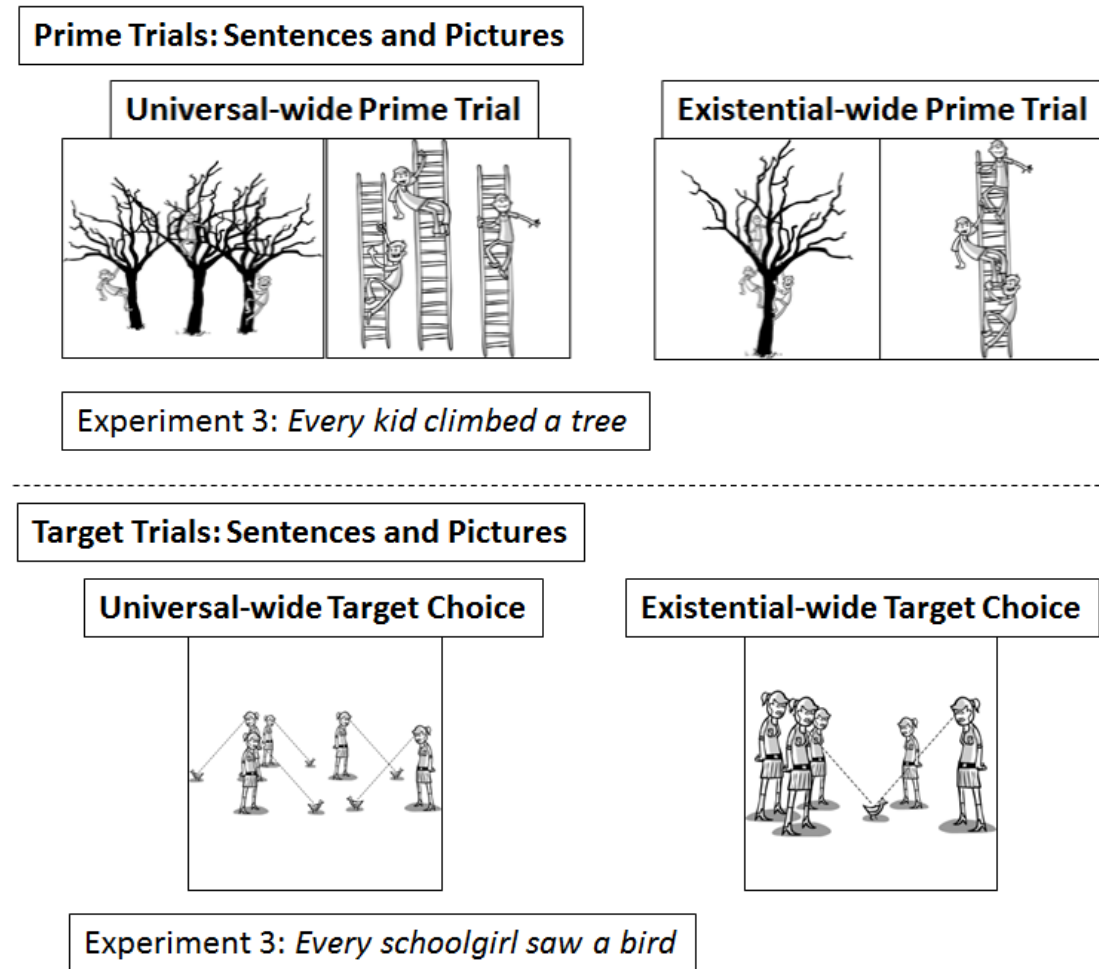 Prime Trials: Sentences and Pictures
Universal-wide Prime Trial
Existential-wide Prime Trial
Experiment 3: Every kid climbed a tree
Target Trials: Sentences and Pictures
Universal-wide Target Choice
Existential-wide Target Choice
Experiment 3: Every schoolgirl saw a bird